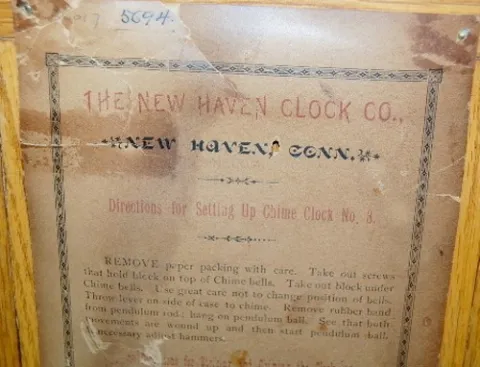 5694
THE NEW HAVEN CLOCK CO.,
NEW HAVEN, CONN.
Directions for Setting Up Chime Clock No. 8.
REMOVE paper packing with care. Take out screws
that hold block on top of Chime bells. Take out block under
Chime bells. Use great care not to change position of bells.
Throw lever on side of case to chime. Remove rubber band
from pendulum rod; hang on pendulum ball. See that both
movements are wound up and then start pendulum ball.
If necessary adjust hammers.